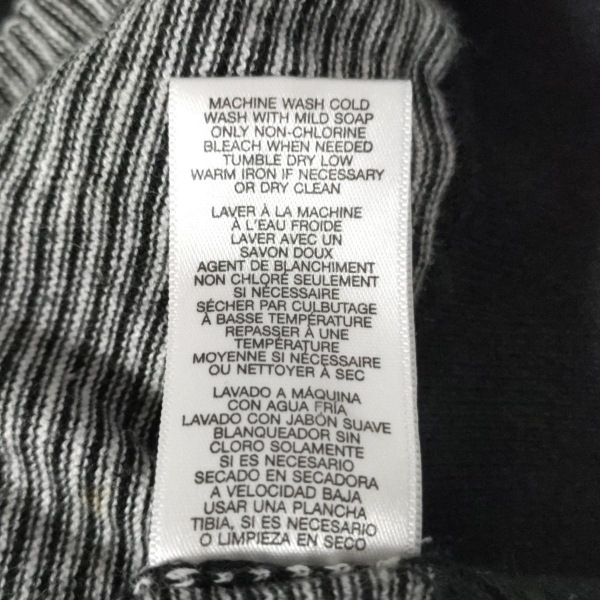 MACHINE WASH COLD
WASH WITH MILD SOAP
ONLY NON-CHLORINE
BLEACH WHEN NEEDED
TUMBLE DRY LOW
WARM IRON IF NECESSARY
OR DRY CLEAN
LAVER À LA MACHINE
À L'EAU FROIDE
LAVER AVEC UN
SAVON DOUX
AGENT DE BLANCHIMENT
NON CHLORÉ SEULEMENT
SI NÉCESSAIRE
SÉCHER PAR CULBUTAGE
À BASSE TEMPÉRATURE
REPASSER À UNE
TEMPÉRATURE
MOYENNE SI NÉCESSAIRE
OU NETTOYER À SEC
LAVADO A MÁQUINA
CON AGUA FRÍA
LAVADO CON JABÓN SUAVE
BLANQUEADOR SIN
CLORO SOLAMENTE
SI ES NECESARIO
SECADO EN SECADORA
A VELOCIDAD BAJA
USAR UNA PLANCHA
TIBIA, SI ES NECESARIO
O LIMPIEZA EN SECO